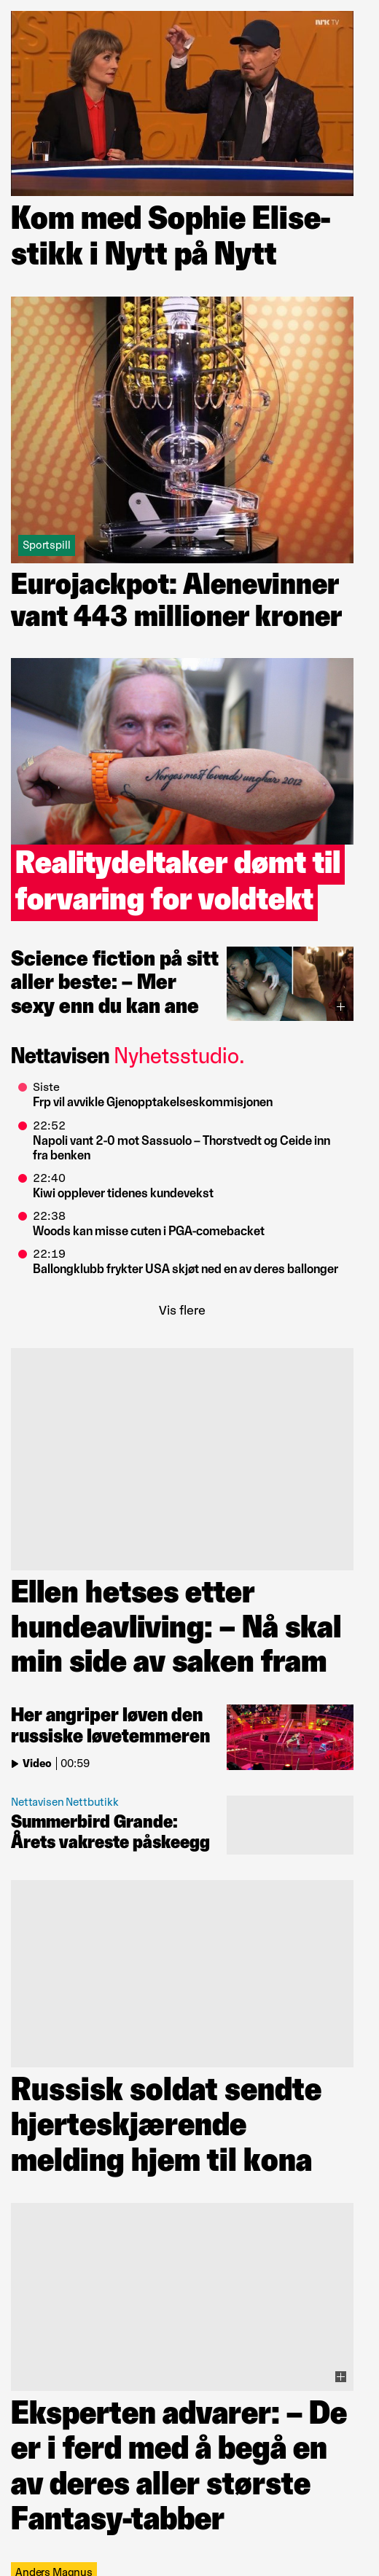 NRK TV
Kom med Sophie Elise-
stikk i Nytt på Nytt
Sportspill
Eurojackpot: Alenevinner
vant 443 millioner kroner
Norges mest levende unghar 2012
Realitydeltaker dømt til
forvaring for voldtekt
Science fiction på sitt
aller beste: – Mer
sexy enn du kan ane
Nettavisen Nyhetsstudio.
Siste
Frp vil avvikle Gjenopptakelseskommisjonen
22:52
Napoli vant 2-0 mot Sassuolo – Thorstvedt og Ceide inn
fra benken
22:40
Kiwi opplever tidenes kundevekst
22:38
Woods kan misse cuten i PGA-comebacket
22:19
Ballongklubb frykter USA skjøt ned en av deres ballonger
Vis flere
Ellen hetses etter
hundeavliving: – Nå skal
min side av saken fram
Her angriper løven den
russiske løvetemmeren
Video 00:59
Nettavisen Nettbutikk
Summerbird Grande:
Årets vakreste påskeegg
Russisk soldat sendte
hjerteskjærende
melding hjem til kona
Eksperten advarer: – De
er i ferd med å begå en
av deres aller største
Fantasy-tabber
Anders Magnus